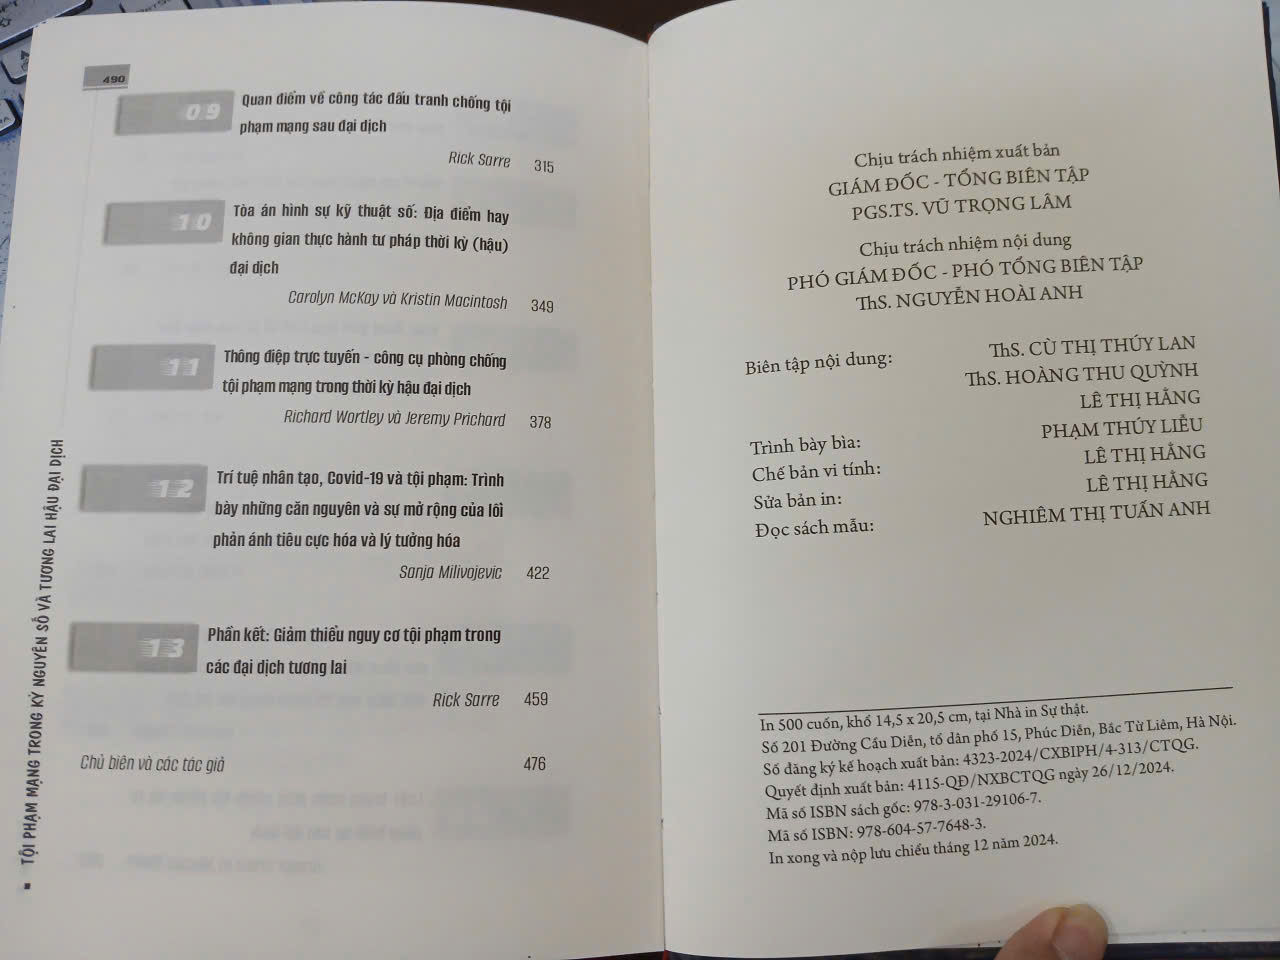 490
09
Quan điểm về công tác đấu tranh chống tội
phạm mạng sau đại dịch
Rick Sarre 315
10
Tòa án hình sự kỹ thuật số: Địa điểm hay
không gian thực hành tư pháp thời kỳ (hậu)
đại dịch
Carolyn McKay và Kristin Macintosh 349
11
Thông điệp trực tuyến - công cụ phòng chống
tội phạm mạng trong thời kỳ hậu đại dịch
Richard Wortley và Jeremy Prichard 378
12
Trí tuệ nhân tạo, Covid-19 và tội phạm: Trình
bày những căn nguyên và sự mở rộng của lối
phản ánh tiêu cực hóa và lý tưởng hóa
Sanja Milivojevic 422
13
Phần kết: Giảm thiểu nguy cơ tội phạm trong
các đại dịch tương lai
Rick Sarre 459
Chủ biên và các tác giả 476
TỘI PHẠM MẠNG TRONG KỶ NGUYÊN SỐ VÀ TƯƠNG LAI HẬU ĐẠI DỊCH
Chịu trách nhiệm xuất bản
GIÁM ĐỐC - TỔNG BIÊN TẬP
PGS.TS. VŨ TRỌNG LÂM
Chịu trách nhiệm nội dung
PHÓ GIÁM ĐỐC - PHÓ TỔNG BIÊN TẬP
ThS. NGUYỄN HOÀI ANH
Biên tập nội dung: ThS. CÙ THỊ THÚY LAN
ThS. HOÀNG THU QUỲNH
LÊ THỊ HẰNG
Trình bày bìa: PHẠM THÚY LIỄU
Chế bản vi tính: LÊ THỊ HẰNG
Sửa bản in: LÊ THỊ HẰNG
Đọc sách mẫu: NGHIÊM THỊ TUẤN ANH
In 500 cuốn, khổ 14,5 x 20,5 cm, tại Nhà in Sự thật.
Số 201 Đường Cầu Diễn, tổ dân phố 15, Phúc Diễn, Bắc Từ Liêm, Hà Nội.
Số đăng ký kế hoạch xuất bản: 4323-2024/CXBIPH/4-313/CTQG.
Quyết định xuất bản: 4115-QĐ/NXBCTQG ngày 26/12/2024.
Mã số ISBN sách gốc: 978-3-031-29106-7.
Mã số ISBN: 978-604-57-7648-3.
In xong và nộp lưu chiểu tháng 12 năm 2024.